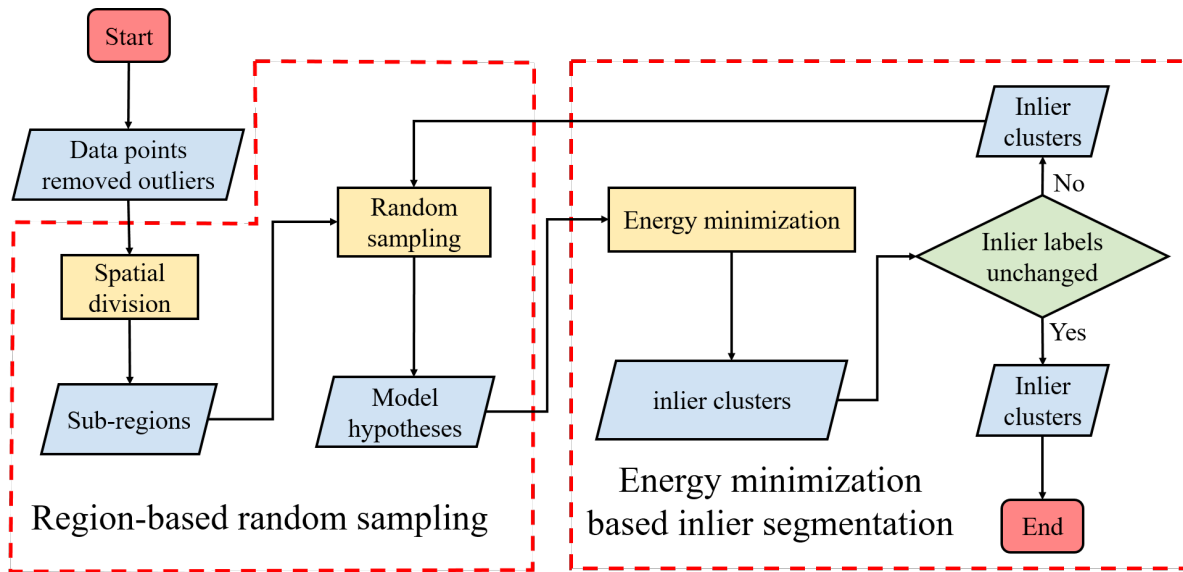 Start
Data points
removed outliers
Spatial
division
Sub-regions
Random
sampling
Model
hypotheses
Region-based random sampling
Energy minimization
inlier clusters
Inlier labels
unchanged
No
Inlier
clusters
Yes
Inlier
clusters
End
Energy minimization
based inlier segmentation